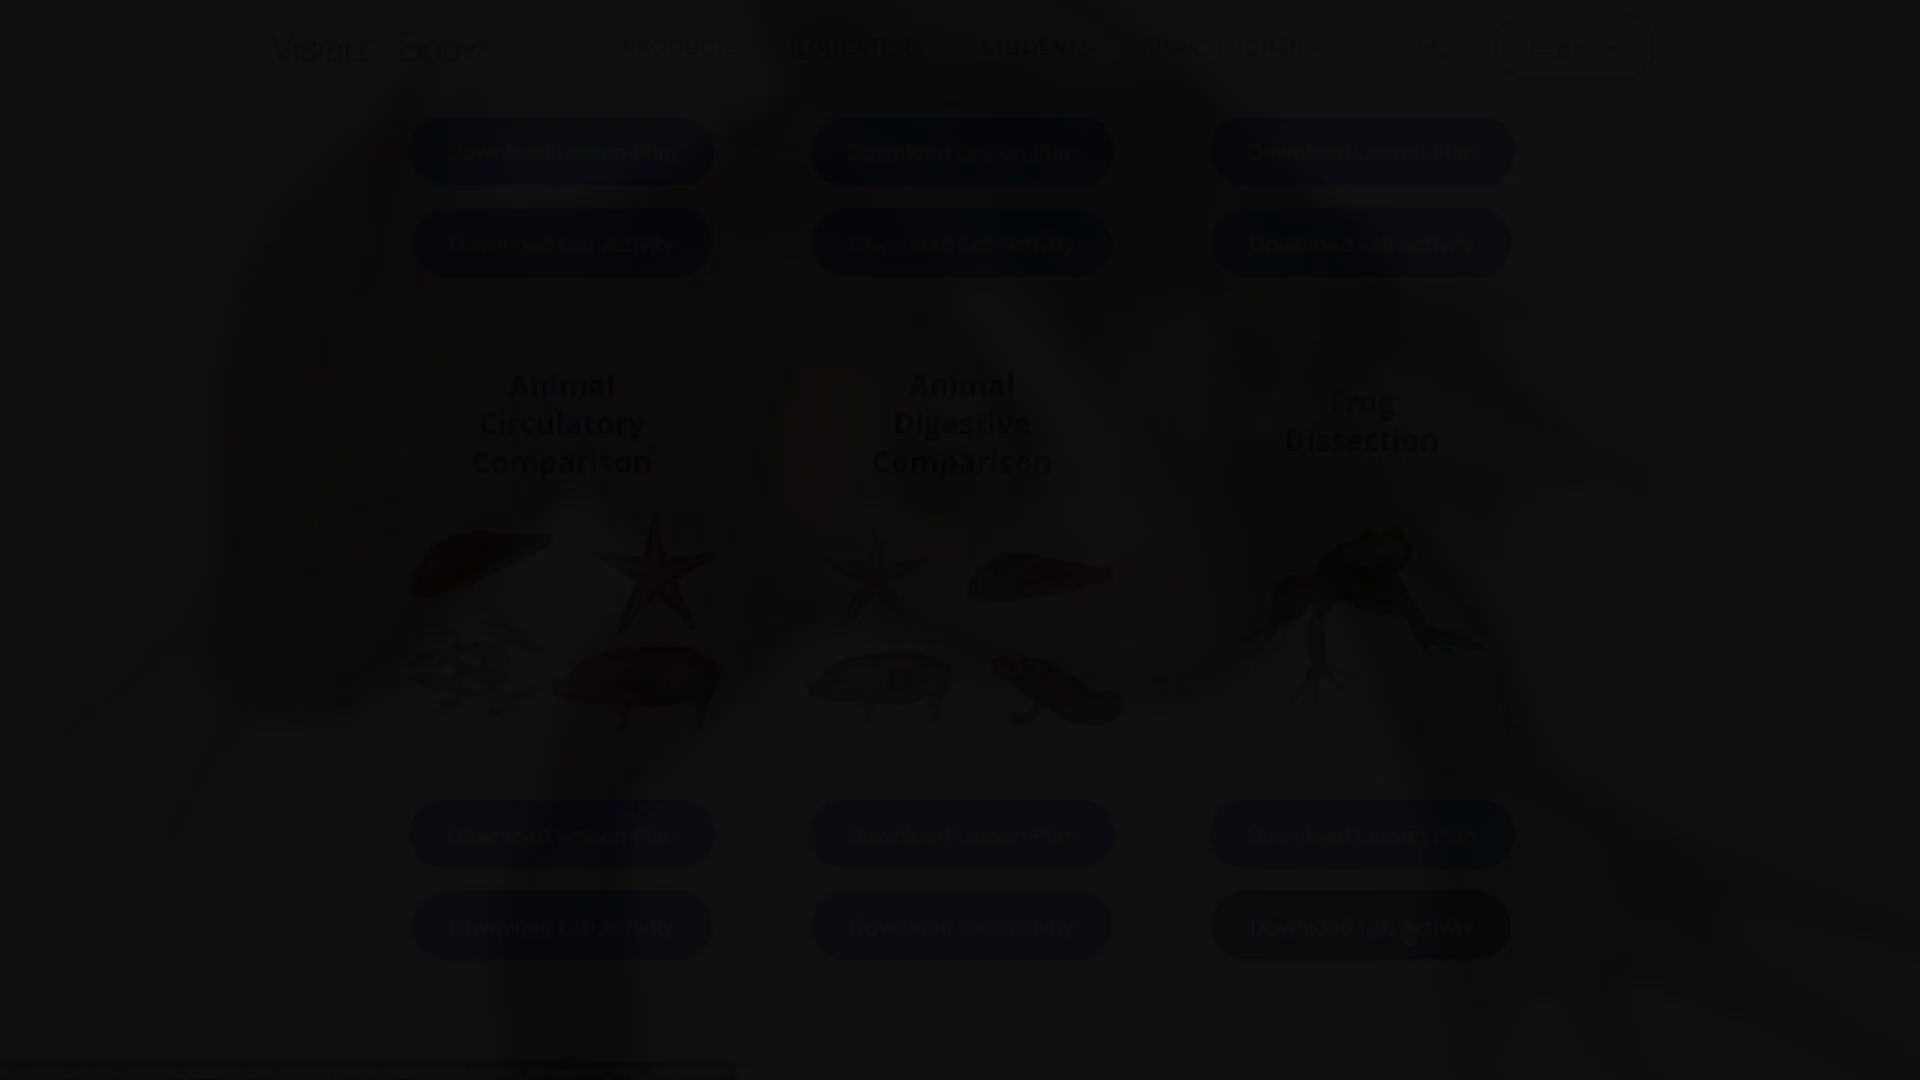 VISIBLE BODY
PRODUCTS EDUCATORS STUDENTS PRACTITIONERS Log In
Download Lesson Plan Download Lesson Plan Download Lesson Plan
Download Lab Activity Download Lab Activity Download Lab Activity
Animal
Circulatory
Comparison
Animal
Digestive
Comparison
Frog
Dissection
Download Lesson Plan Download Lesson Plan Download Lesson Plan
Download Lab Activity Download Lab Activity Download Lab Activity